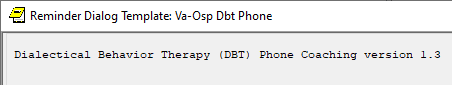 Reminder Dialog Template: Va-Osp Dbt Phone
Dialectical Behavior Therapy (DBT) Phone Coaching version 1.3